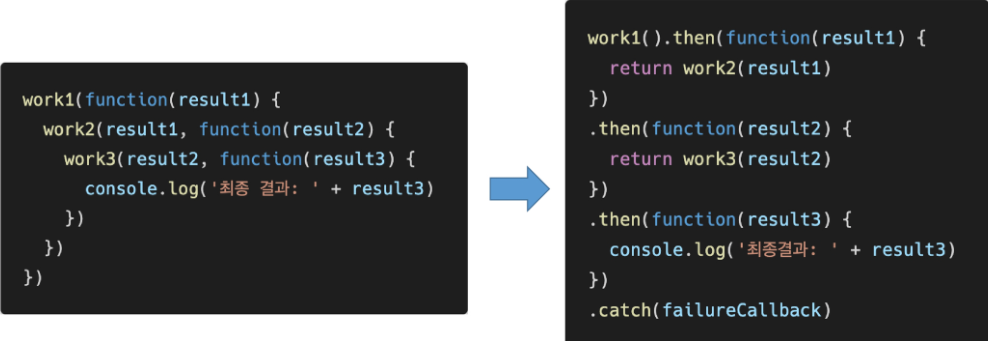 work1(function(result1) {
  work2(result1, function(result2) {
    work3(result2, function(result3) {
      console.log('최종 결과: ' + result3)
    })
  })
})
work1().then(function(result1) {
  return work2(result1)
})
.then(function(result2) {
  return work3(result2)
})
.then(function(result3) {
  console.log('최종결과: ' + result3)
})
.catch(failureCallback)